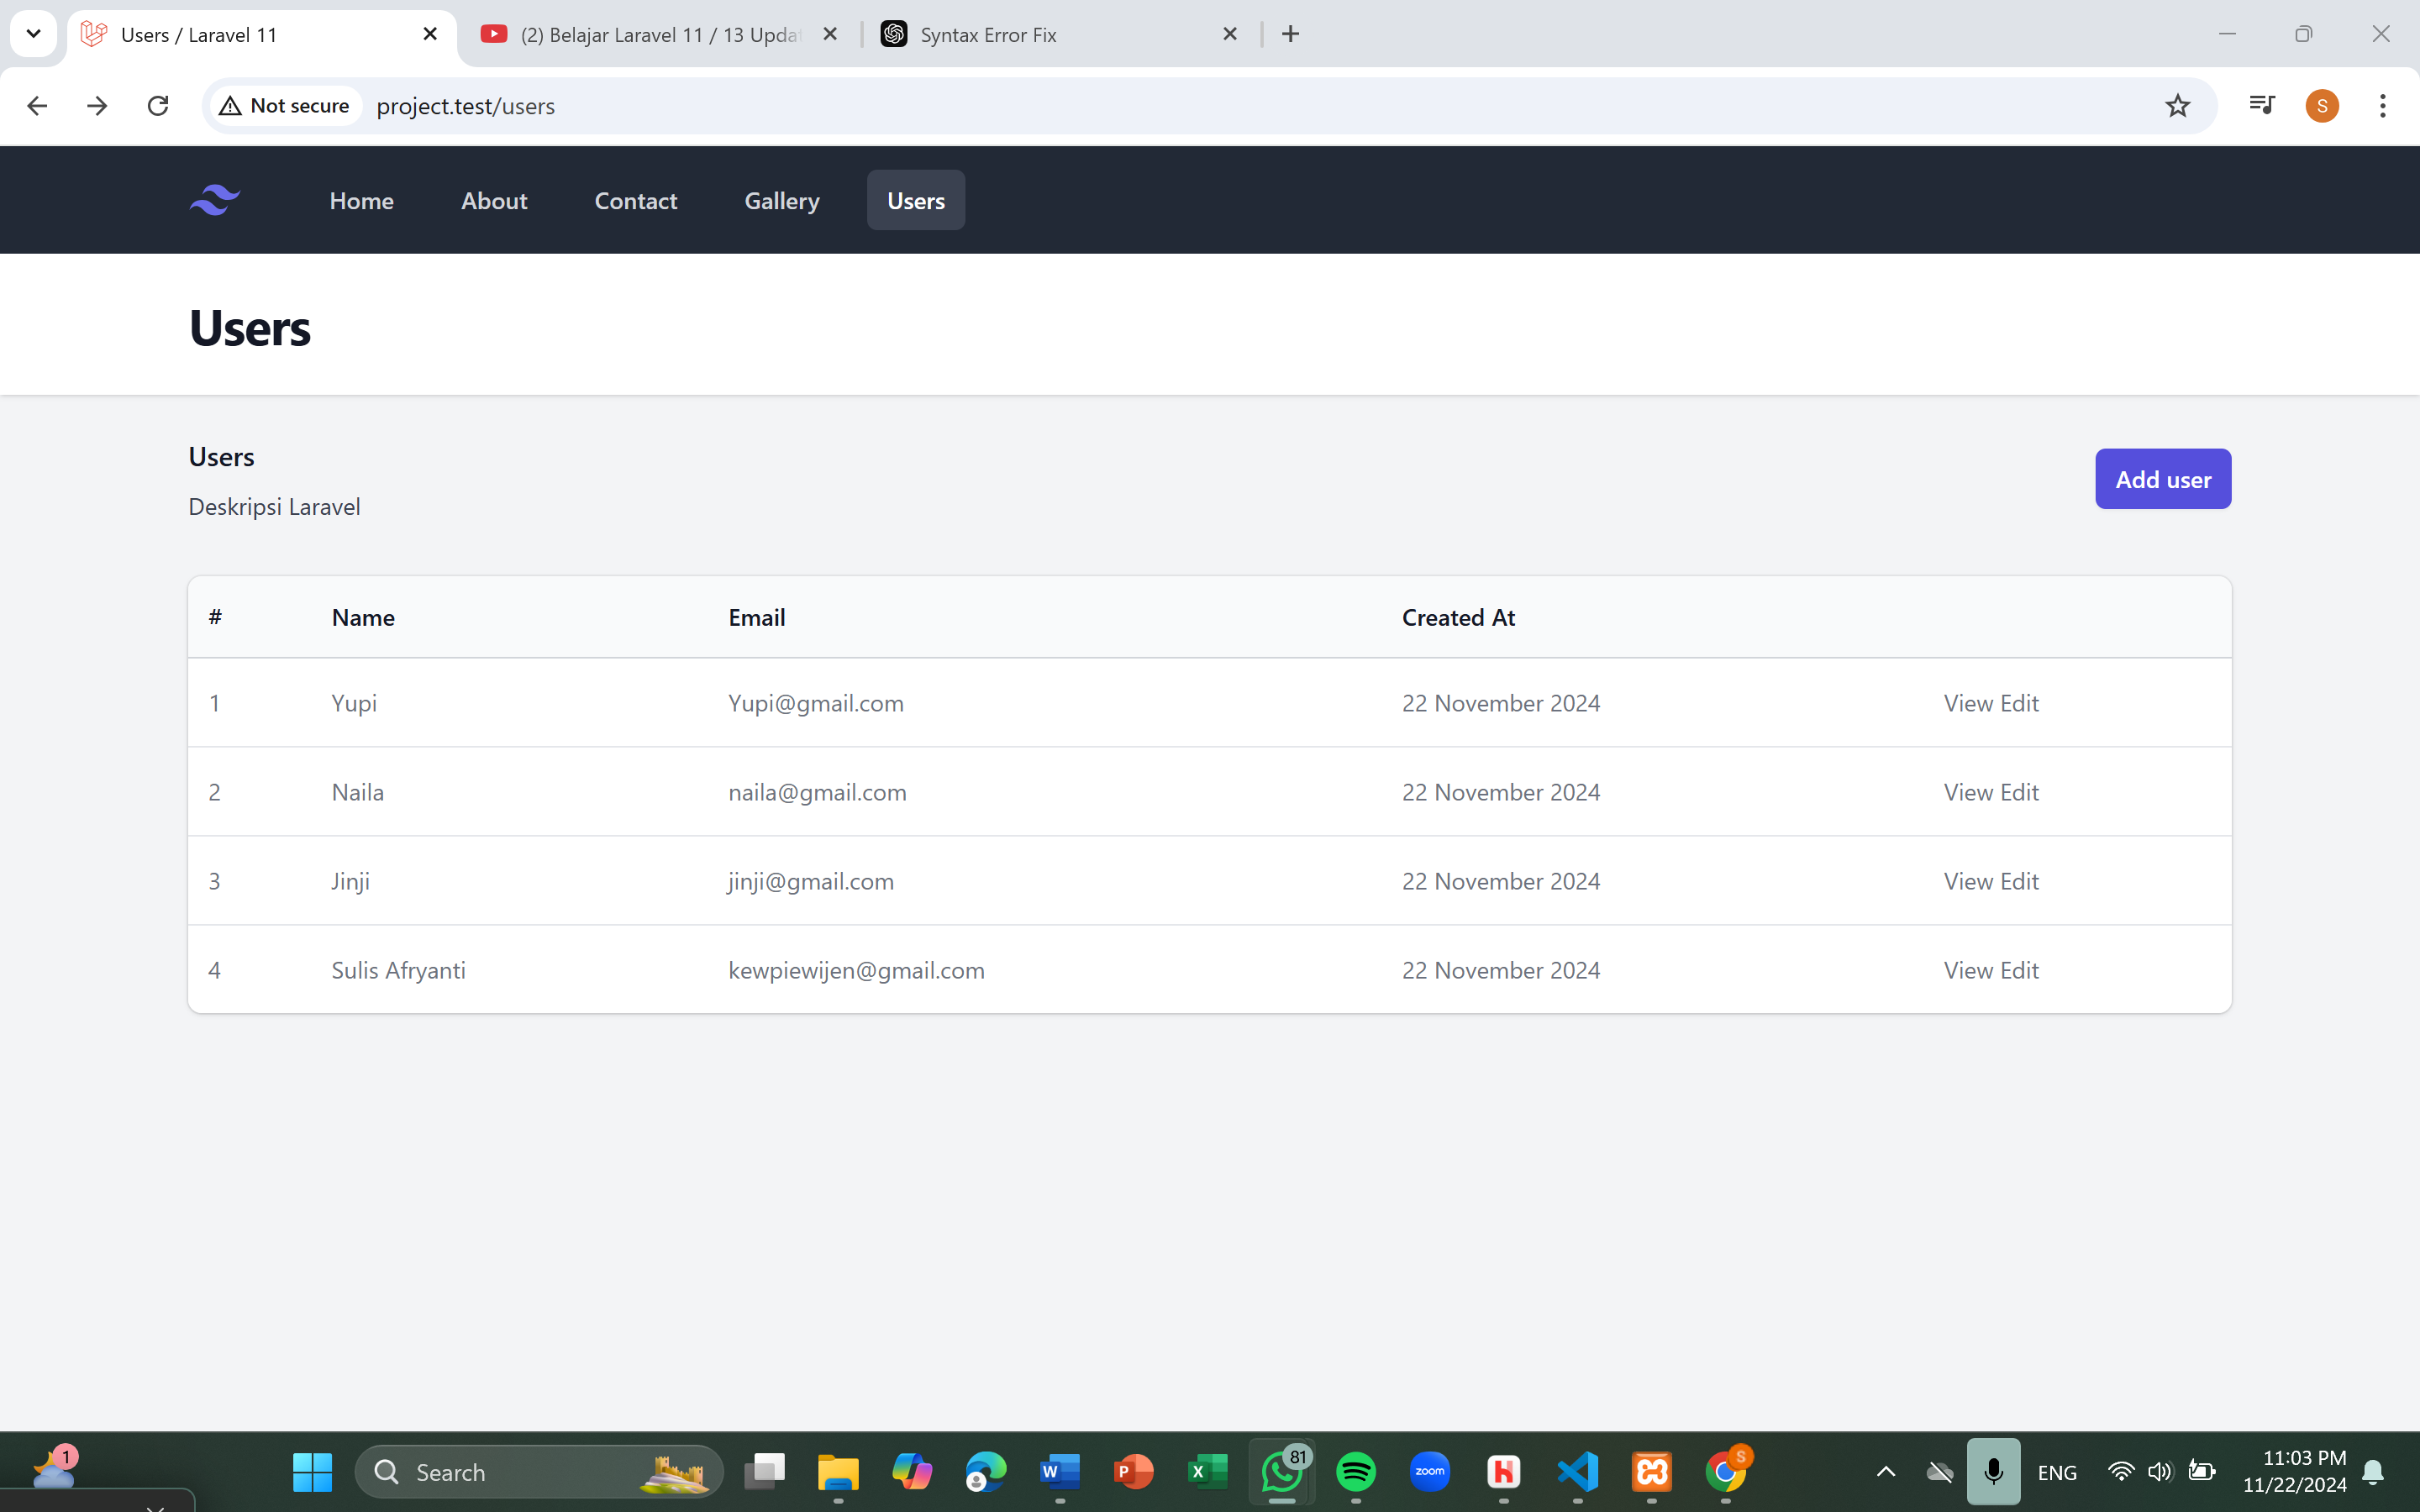 Users / Laravel 11
(2) Belajar Laravel 11 / 13 Upda
Syntax Error Fix
Not secure
project.test/users
S
Home
About
Contact
Gallery
Users
Users
Users
Deskripsi Laravel
Add user
# Name Email Created At
1 Yupi Yupi@gmail.com 22 November 2024 View Edit
2 Naila naila@gmail.com 22 November 2024 View Edit
3 Jinji jinji@gmail.com 22 November 2024 View Edit
4 Sulis Afryanti kewpiewijen@gmail.com 22 November 2024 View Edit
1
Search
W
P
X
81
zoom
H
S
ENG
11:03 PM
11/22/2024